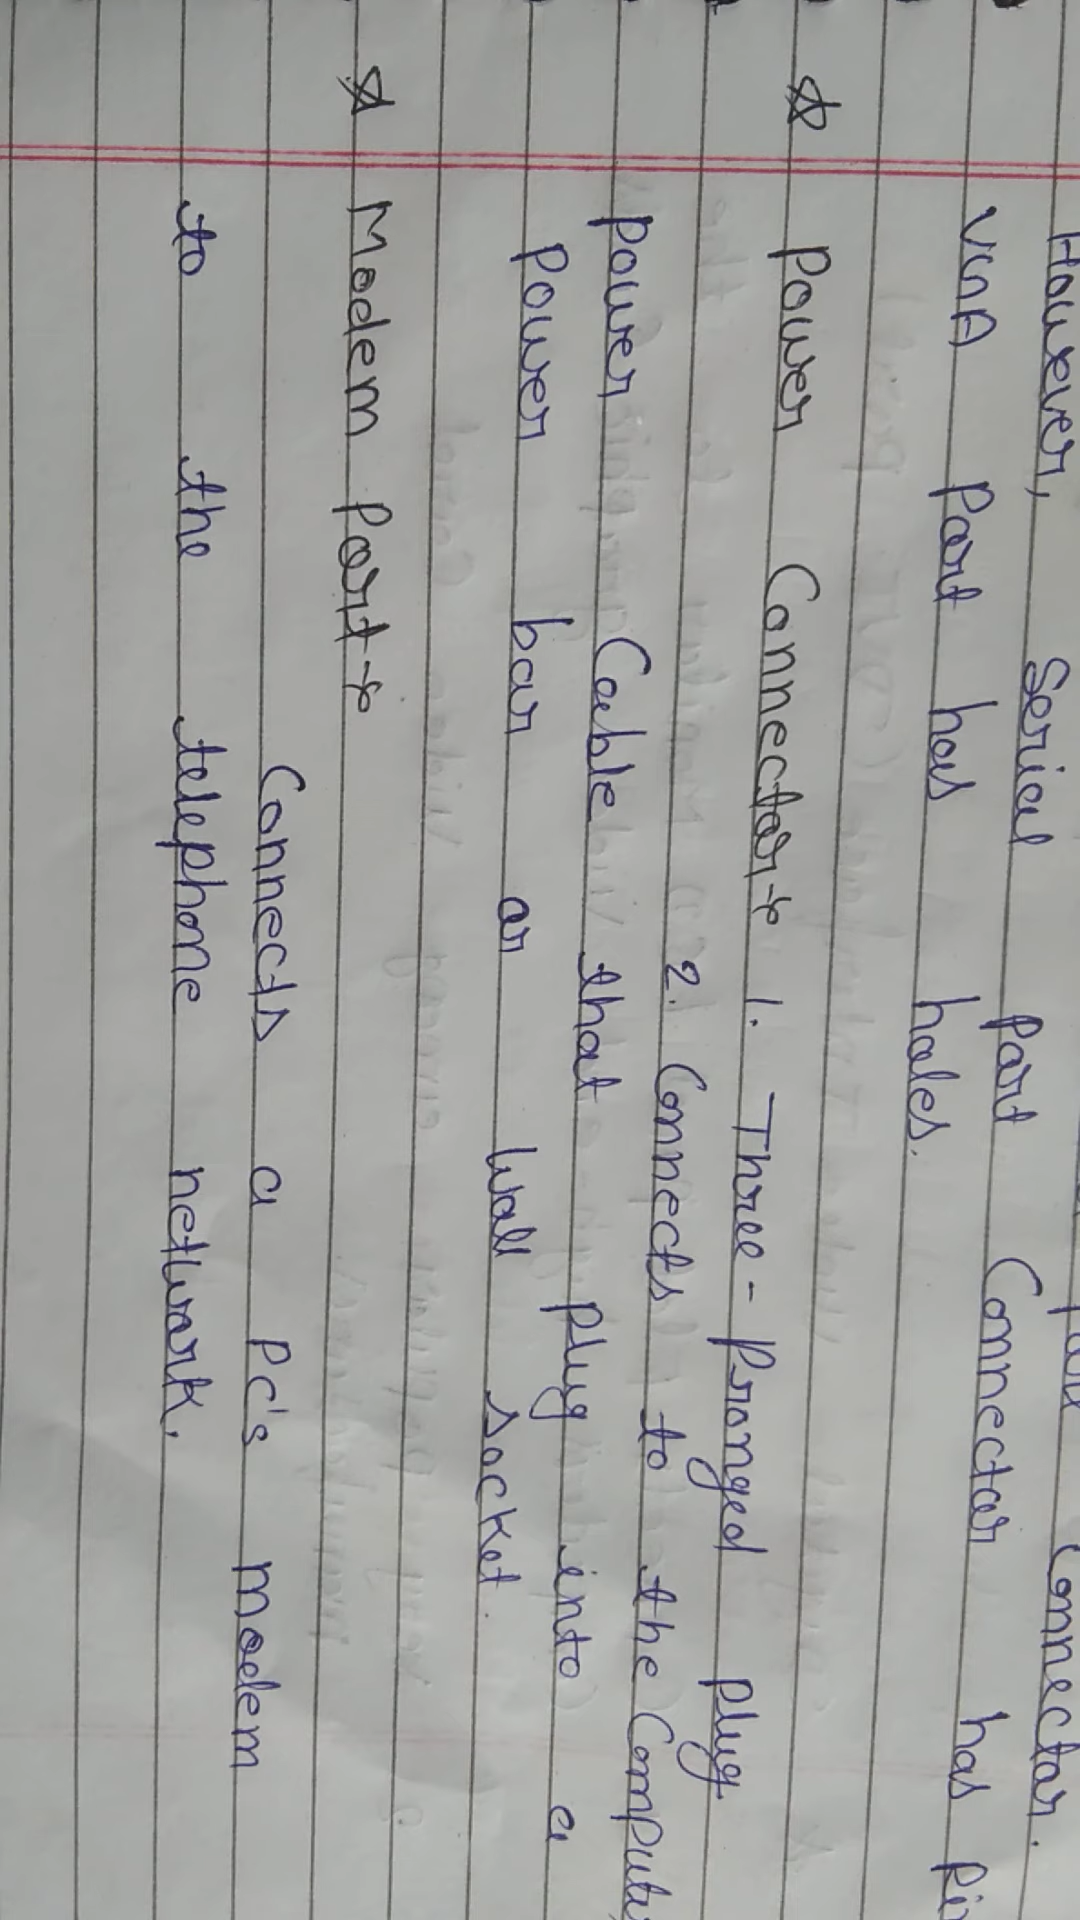 Connector.
However, Serial Port Connector has
VGA Port has holes.
☆ Power Connector:- 1. Three-Pronged plug
2. Connects to the
Power Cable that plug into a
Power bar or wall socket.
☆ Modem Port:-
Connects a PC's modem
to the telephone network.